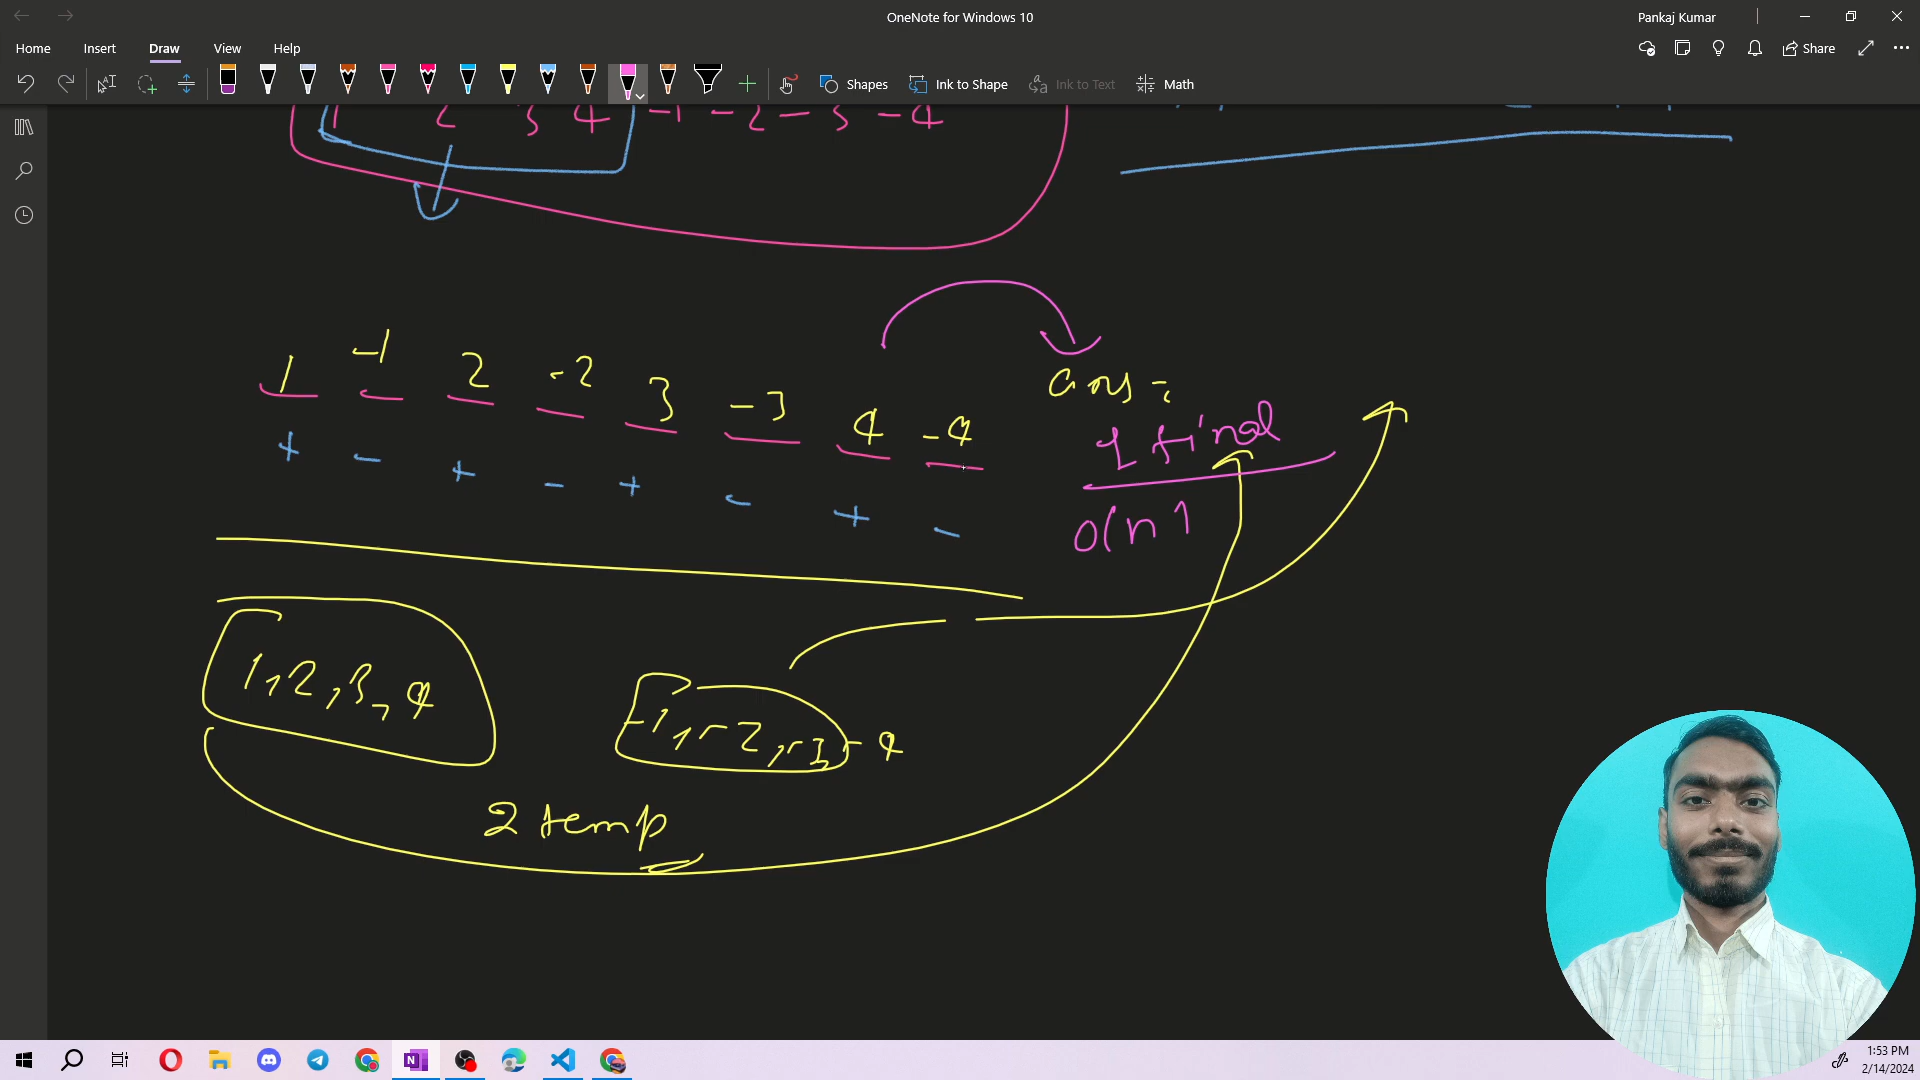 OneNote for Windows 10
Pankaj Kumar
Home Insert Draw View Help
Share
Shapes Ink to Shape Ink to Text Math
1 2 3 4 -1 -2 -3 -4
1 -1 2 -2 3 -3 4 -4
ans =
1 final
+ - + - + - + -
O(n)
1, 2, 3, 4
-1, -2, -3, -4
2 temp
1:53 PM
2/14/2024